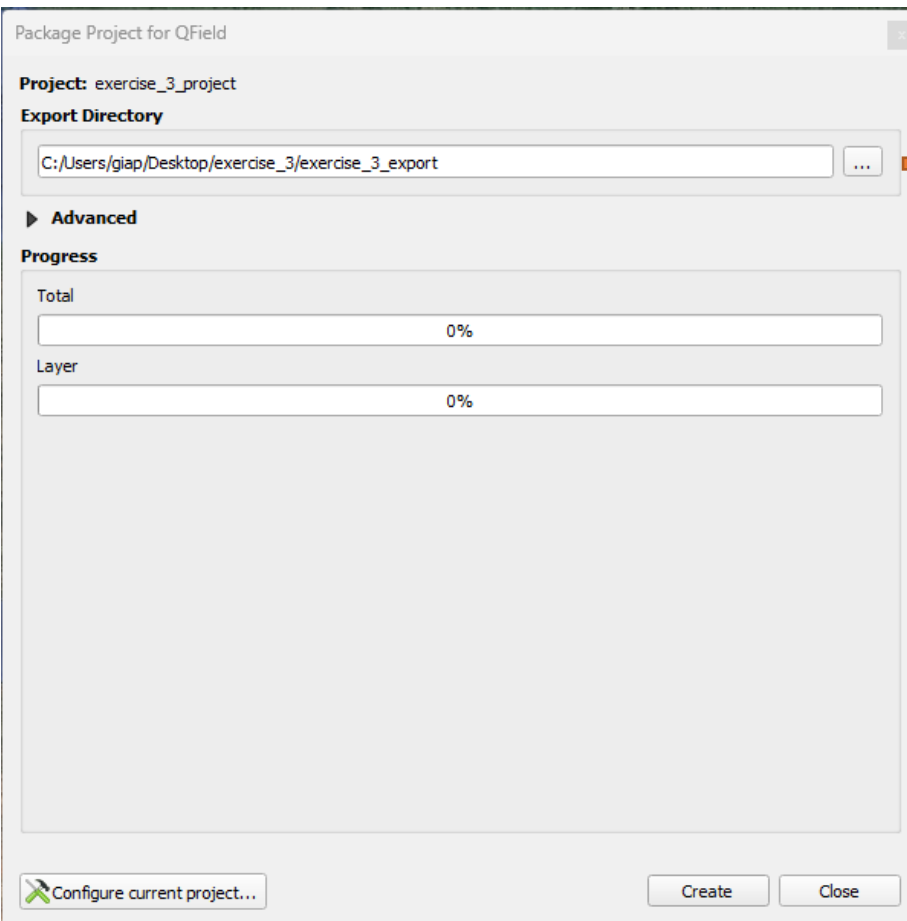 Package Project for QField
Project: exercise_3_project
Export Directory
C:/Users/giap/Desktop/exercise_3/exercise_3_export
...
Advanced
Progress
Total
0%
Layer
0%
Configure current project... Create Close